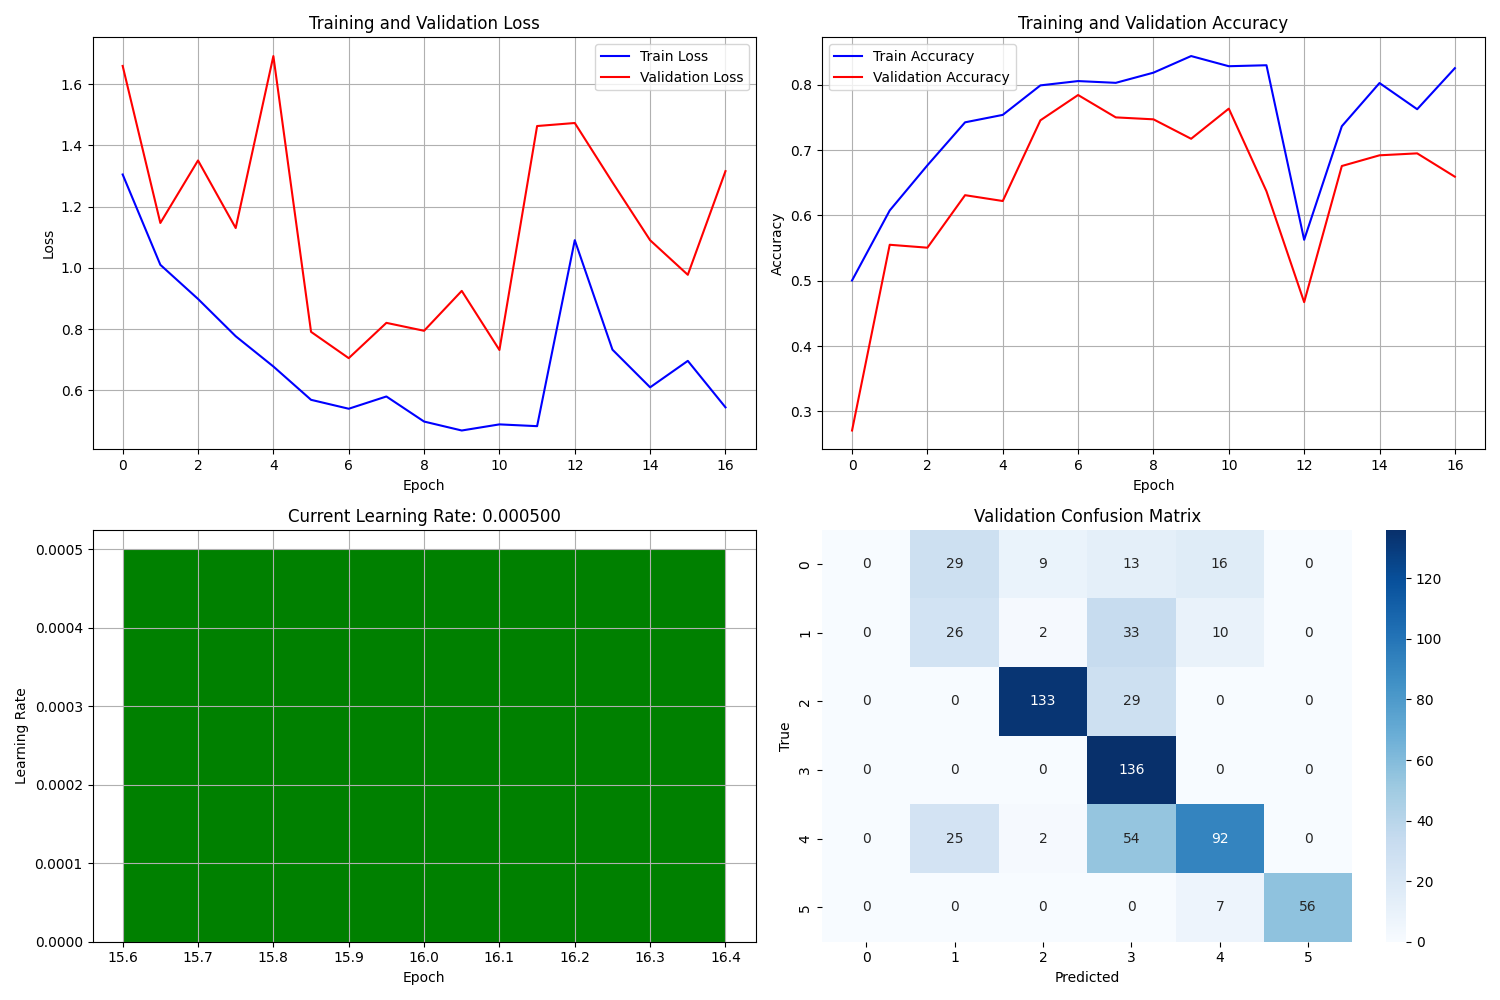 Training and Validation Loss
Train Loss
Validation Loss
1.6
1.4
1.2
1.0
0.8
0.6
Loss
0 2 4 6 8 10 12 14 16
Epoch
Training and Validation Accuracy
Train Accuracy
Validation Accuracy
0.8
0.7
0.6
0.5
0.4
0.3
Accuracy
0 2 4 6 8 10 12 14 16
Epoch
Current Learning Rate: 0.000500
0.0005
0.0004
0.0003
0.0002
0.0001
0.0000
Learning Rate
15.6 15.7 15.8 15.9 16.0 16.1 16.2 16.3 16.4
Epoch
Validation Confusion Matrix
0 0 29 9 13 16 0
1 0 26 2 33 10 0
2 0 0 133 29 0 0
3 0 0 0 136 0 0
4 0 25 2 54 92 0
5 0 0 0 0 7 56
True
0 1 2 3 4 5
Predicted
120
100
80
60
40
20
0